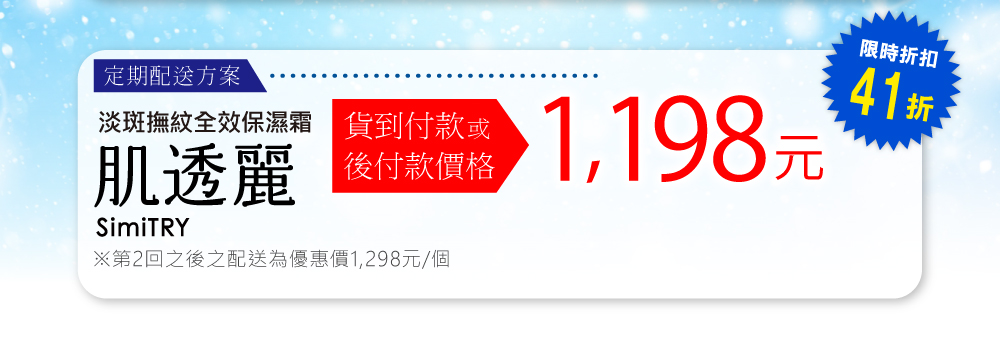 限時折扣
41折
定期配送方案
淡斑撫紋全效保濕霜
肌透麗
SimiTRY
貨到付款或
後付款價格
1,198元
※第2回之後之配送為優惠價1,298元/個